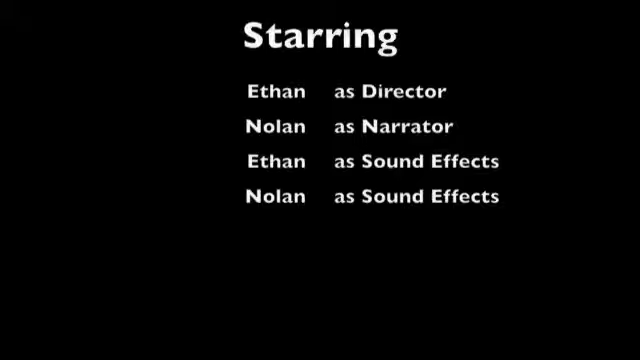 Starring
Ethan as Director
Nolan as Narrator
Ethan as Sound Effects
Nolan as Sound Effects